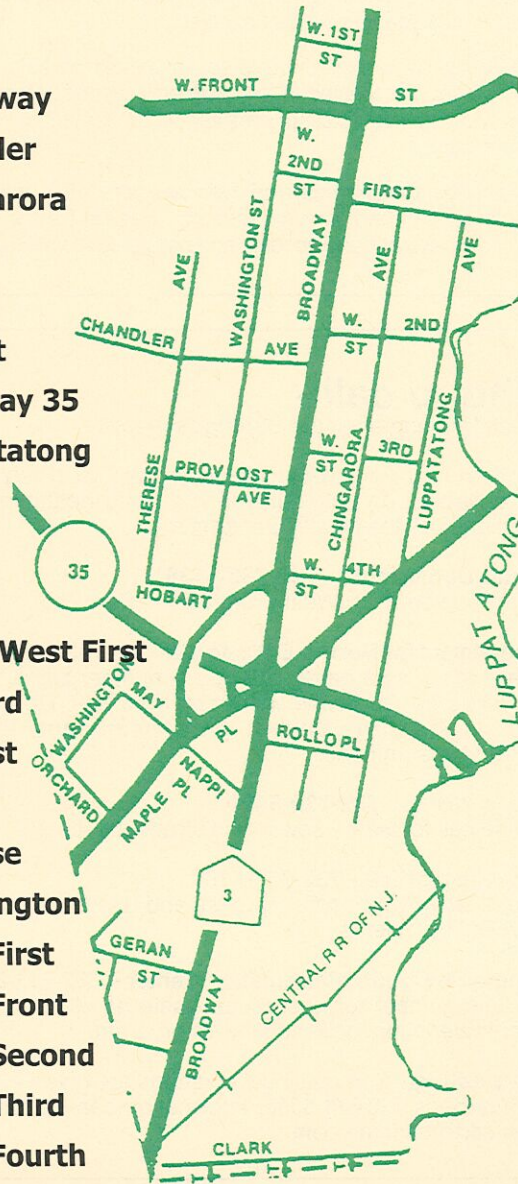 way
ler
arora
t
ay 35
tatong
West First
rd
st
se
ngton
First
Front
Second
Third
Fourth
W. 1ST
ST
W. FRONT
ST
W.
2ND
ST
FIRST
AVE
WASHINGTON ST
BROADWAY
AVE
AVE
CHANDLER
AVE
W.
ST
2ND
THERESE
PROV OST
AVE
W.
ST
CHINGARORA
3RD
LUPPATATONG
35
HOBART
W.
ST
4TH
LUPPAT ATONG
WASHINGTON
MAY
PL
ORCHARD
MAPLE
NAPPI
PL
ROLLO PL
3
GERAN
ST
BROADWAY
CENTRAL R R OF N.J.
CLARK